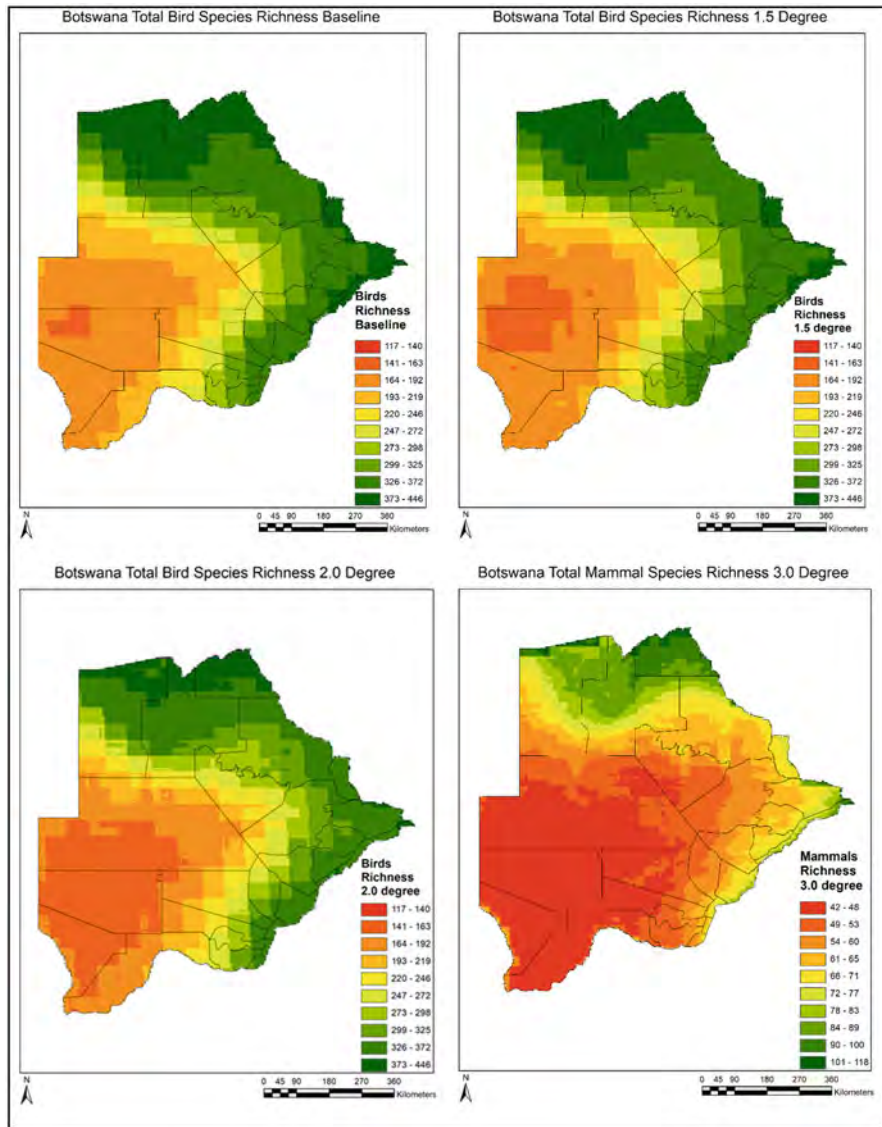 Botswana Total Bird Species Richness Baseline
Birds
Richness
Baseline
117 - 140
141 - 163
164 - 192
193 - 219
220 - 246
247 - 272
273 - 298
299 - 325
326 - 372
373 - 446
N
0 45 90 180 270 360
Kilometers
Botswana Total Bird Species Richness 1.5 Degree
Birds
Richness
1.5 degree
117 - 140
141 - 163
164 - 192
193 - 219
220 - 246
247 - 272
273 - 298
299 - 325
326 - 372
373 - 446
N
0 45 90 180 270 360
Kilometers
Botswana Total Bird Species Richness 2.0 Degree
Birds
Richness
2.0 degree
117 - 140
141 - 163
164 - 192
193 - 219
220 - 246
247 - 272
273 - 298
299 - 325
326 - 372
373 - 446
N
0 45 90 180 270 360
Kilometers
Botswana Total Mammal Species Richness 3.0 Degree
Mammals
Richness
3.0 degree
42 - 48
49 - 53
54 - 60
61 - 65
66 - 71
72 - 77
78 - 83
84 - 89
90 - 100
101 - 118
N
0 45 90 180 270 360
Kilometers